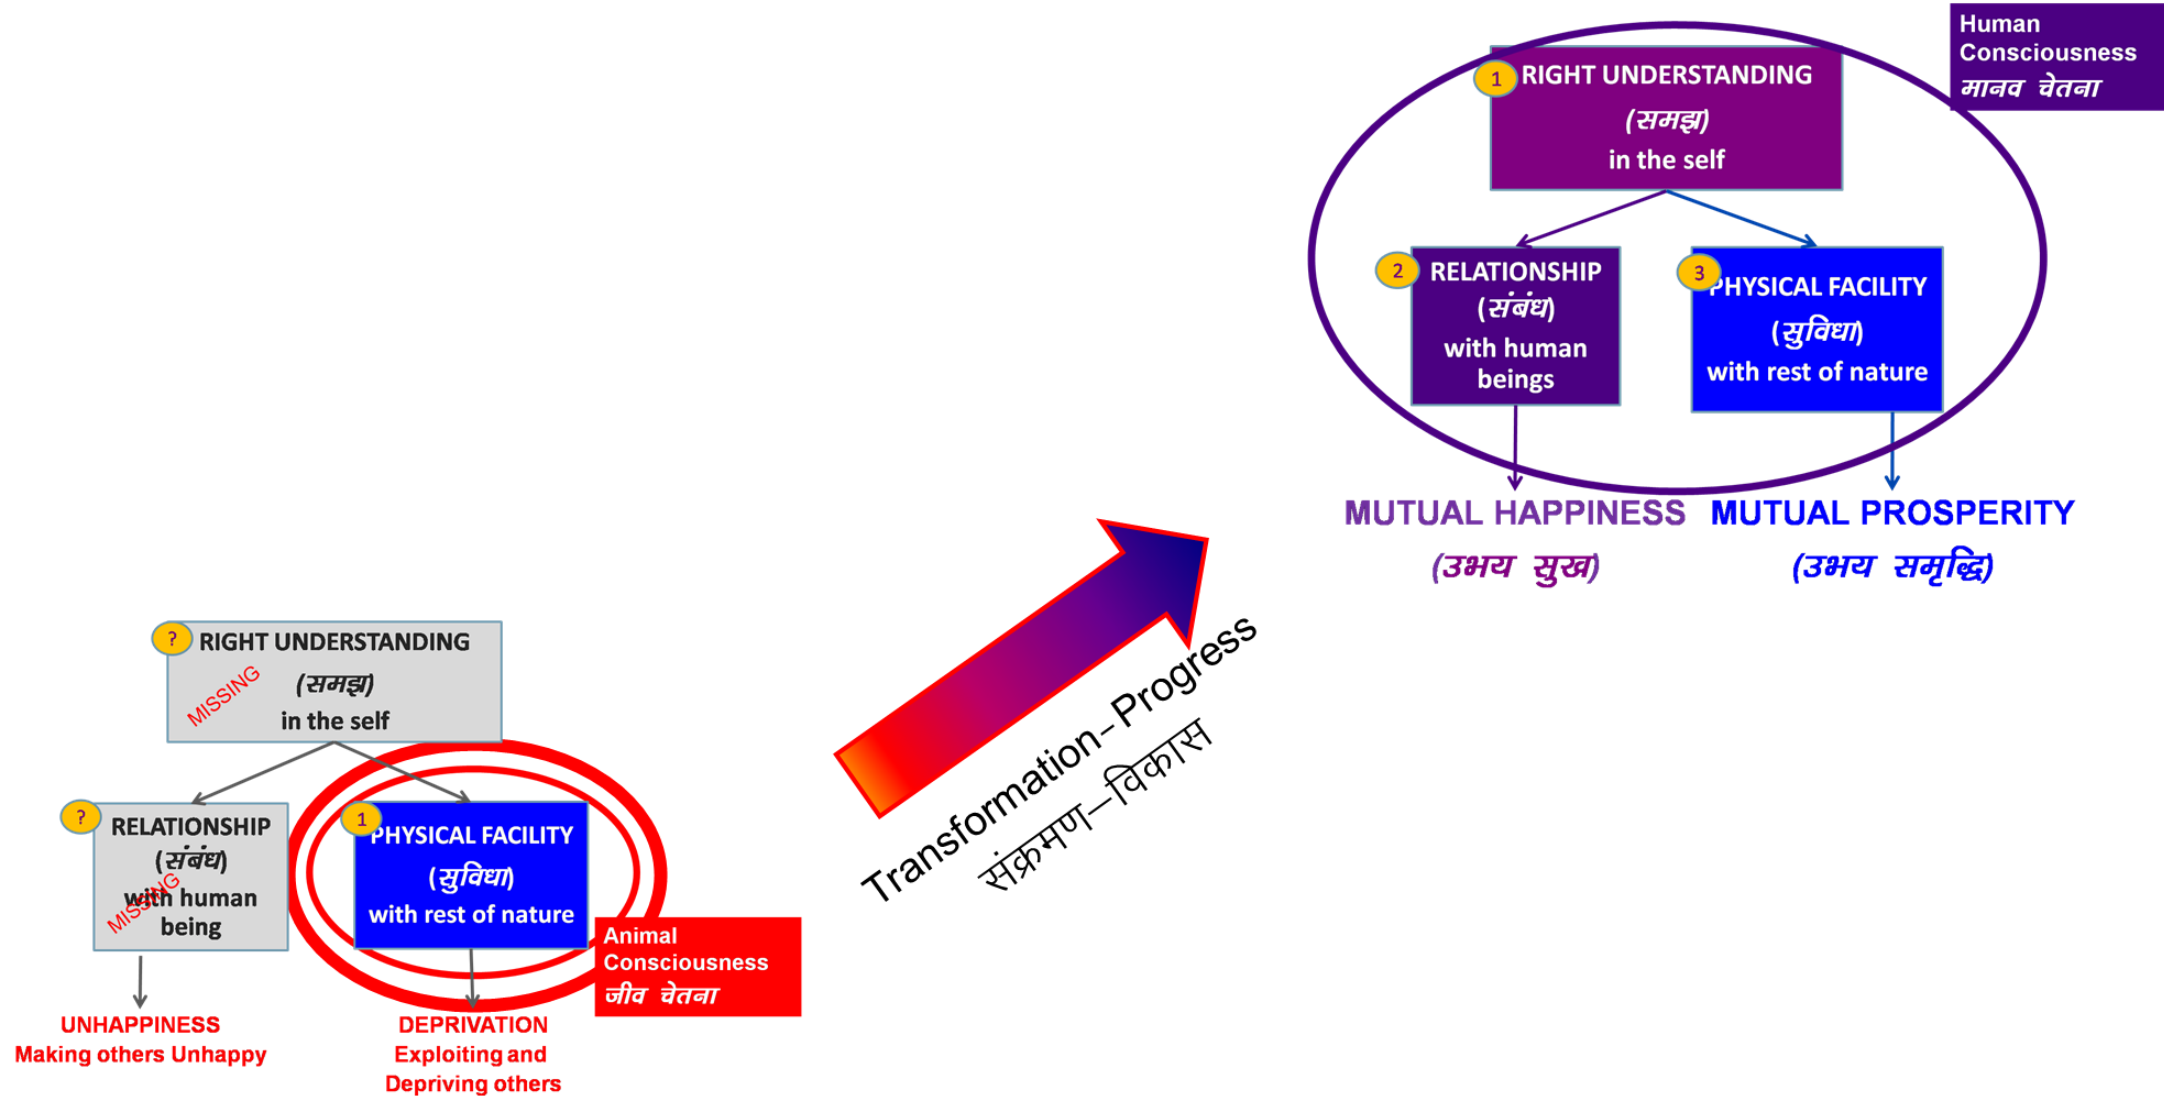 Human
Consciousness
मानव चेतना
1
RIGHT UNDERSTANDING
(समझ)
in the self
2
RELATIONSHIP
(संबंध)
with human
beings
3
PHYSICAL FACILITY
(सुविधा)
with rest of nature
MUTUAL HAPPINESS
(उभय सुख)
MUTUAL PROSPERITY
(उभय समृद्धि)
Transformation–Progress
संक्रमण–विकास
?
RIGHT UNDERSTANDING
(समझ)
in the self
MISSING
?
RELATIONSHIP
(संबंध)
with human
being
MISSING
1
PHYSICAL FACILITY
(सुविधा)
with rest of nature
Animal
Consciousness
जीव चेतना
UNHAPPINESS
Making others Unhappy
DEPRIVATION
Exploiting and
Depriving others